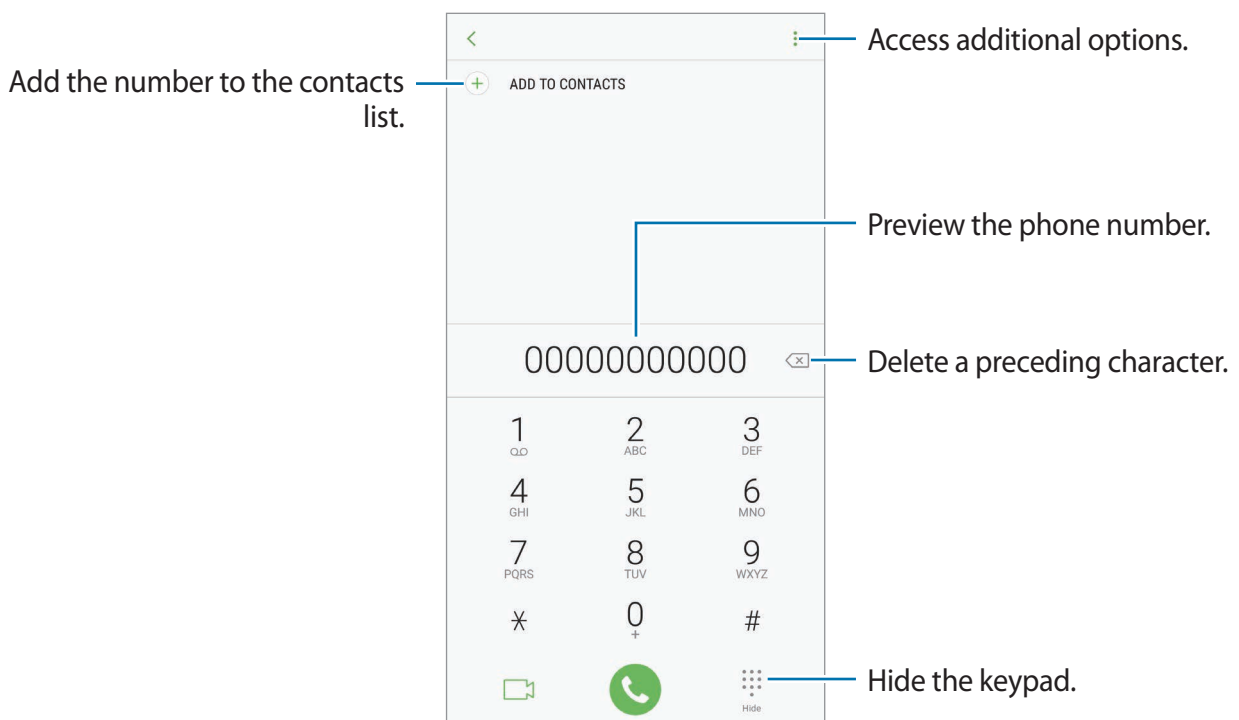 Access additional options.
Add the number to the contacts
list.
ADD TO CONTACTS
Preview the phone number.
00000000000
Delete a preceding character.
1 2 3
ABC DEF
4 5 6
GHI JKL MNO
7 8 9
PQRS TUV WXYZ
* 0 #
+
Hide the keypad.
Hide